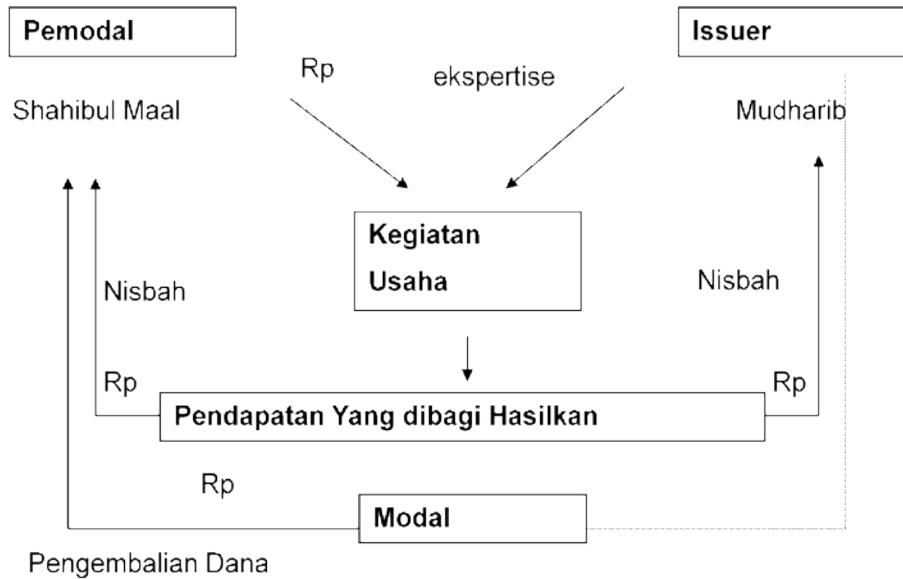 Pemodal
Issuer
Rp
ekspertise
Shahibul Maal
Mudharib
Kegiatan
Usaha
Nisbah
Nisbah
Rp
Rp
Pendapatan Yang dibagi Hasilkan
Rp
Modal
Pengembalian Dana